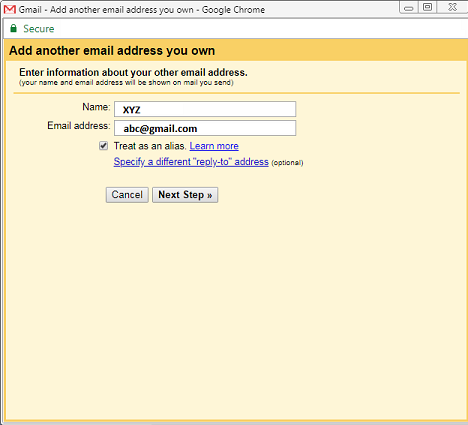 Gmail - Add another email address you own - Google Chrome
Secure
Add another email address you own
Enter information about your other email address.
(your name and email address will be shown on mail you send)
Name: XYZ
Email address: abc@gmail.com
Treat as an alias. Learn more
Specify a different "reply-to" address (optional)
Cancel Next Step »